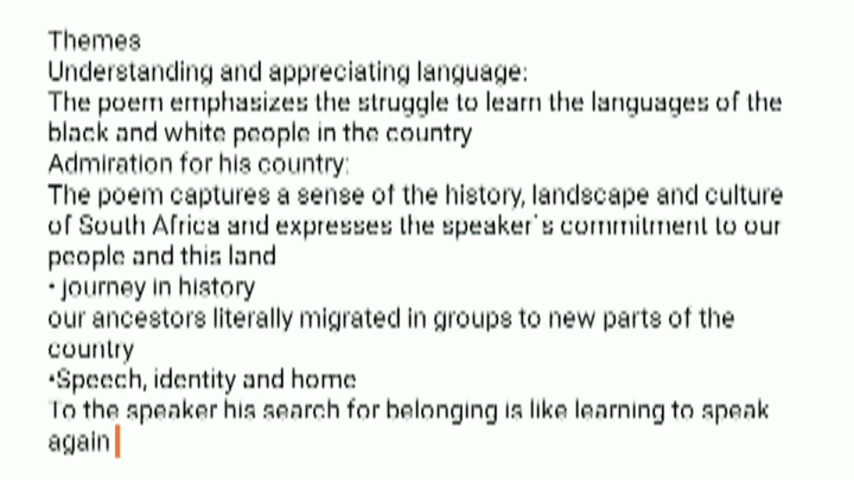 Themes
Understanding and appreciating language:
The poem emphasizes the struggle to learn the languages of the
black and white people in the country
Admiration for his country:
The poem captures a sense of the history, landscape and culture
of South Africa and expresses the speaker's commitment to our
people and this land
• journey in history
our ancestors literally migrated in groups to new parts of the
country
•Speech, identity and home
To the speaker his search for belonging is like learning to speak
again